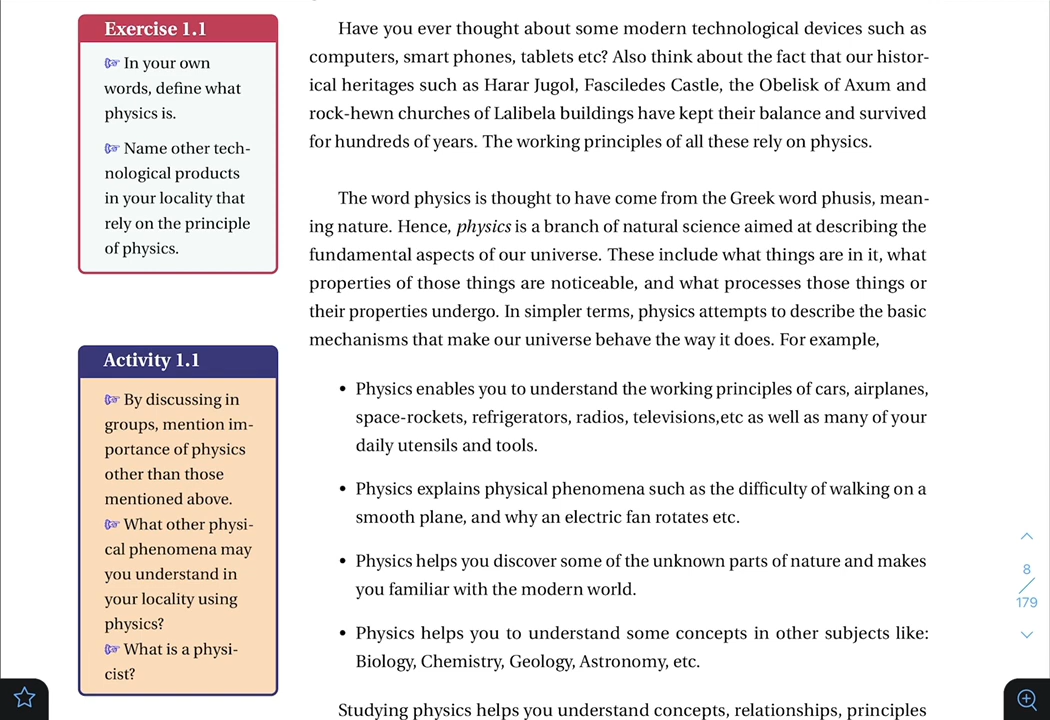 Exercise 1.1
☞ In your own
words, define what
physics is.
☞ Name other tech-
nological products
in your locality that
rely on the principle
of physics.
Activity 1.1
☞ By discussing in
groups, mention im-
portance of physics
other than those
mentioned above.
☞ What other physi-
cal phenomena may
you understand in
your locality using
physics?
☞ What is a physi-
cist?
Have you ever thought about some modern technological devices such as
computers, smart phones, tablets etc? Also think about the fact that our histor-
ical heritages such as Harar Jugol, Fasciledes Castle, the Obelisk of Axum and
rock-hewn churches of Lalibela buildings have kept their balance and survived
for hundreds of years. The working principles of all these rely on physics.
The word physics is thought to have come from the Greek word phusis, mean-
ing nature. Hence, physics is a branch of natural science aimed at describing the
fundamental aspects of our universe. These include what things are in it, what
properties of those things are noticeable, and what processes those things or
their properties undergo. In simpler terms, physics attempts to describe the basic
mechanisms that make our universe behave the way it does. For example,
• Physics enables you to understand the working principles of cars, airplanes,
space-rockets, refrigerators, radios, televisions,etc as well as many of your
daily utensils and tools.
• Physics explains physical phenomena such as the difficulty of walking on a
smooth plane, and why an electric fan rotates etc.
• Physics helps you discover some of the unknown parts of nature and makes
you familiar with the modern world.
• Physics helps you to understand some concepts in other subjects like:
Biology, Chemistry, Geology, Astronomy, etc.
Studying physics helps you understand concepts, relationships, principles
8
179